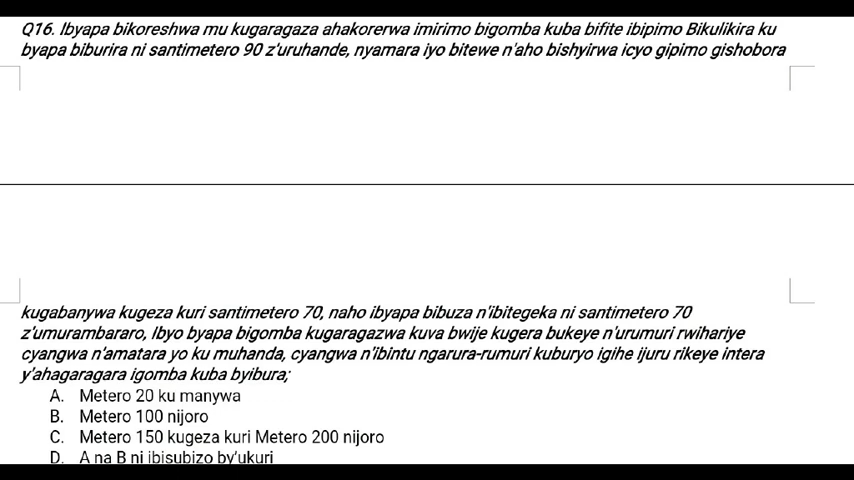 Q16. Ibyapa bikoreshwa mu kugaragaza ahakorerwa imirimo bigomba kuba bifite ibipimo Bikulikira ku
byapa biburira ni santimetero 90 z'uruhande, nyamara iyo bitewe n'aho bishyirwa icyo gipimo gishobora
kugabanywa kugeza kuri santimetero 70, naho ibyapa bibuza n'ibitegeka ni santimetero 70
z'umurambararo, Ibyo byapa bigomba kugaragazwa kuva bwije kugera bukeye n'urumuri rwihariye
cyangwa n'amatara yo ku muhanda, cyangwa n'ibintu ngarura-rumuri kuburyo igihe ijuru rikeye intera
y'ahagaragara igomba kuba byibura;
A. Metero 20 ku manywa
B. Metero 100 nijoro
C. Metero 150 kugeza kuri Metero 200 nijoro
D. A na B ni ibisubizo by'ukuri